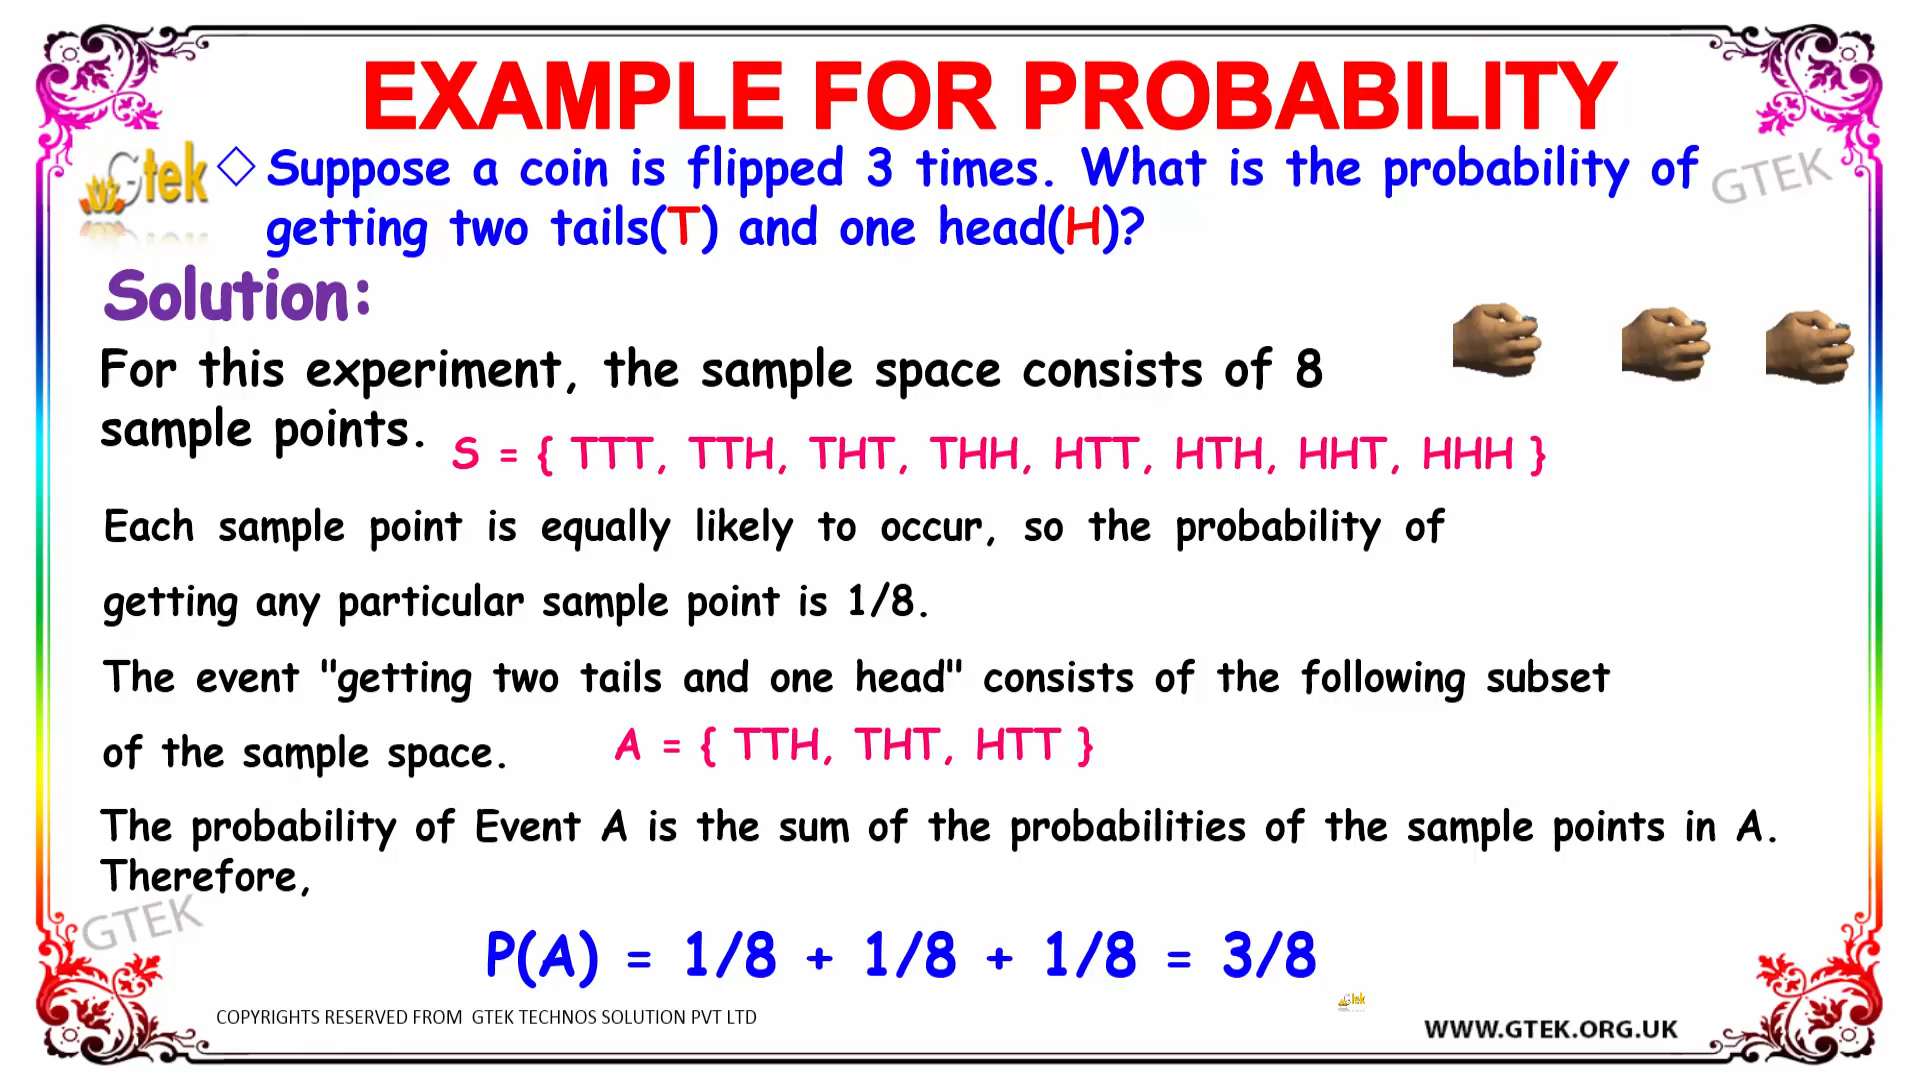 EXAMPLE FOR PROBABILITY
Gtek
Suppose a coin is flipped 3 times. What is the probability of
GTEK
getting two tails(T) and one head(H)?
Solution:
For this experiment, the sample space consists of 8
sample points.
S = { TTT, TTH, THT, THH, HTT, HTH, HHT, HHH }
Each sample point is equally likely to occur, so the probability of
getting any particular sample point is 1/8.
The event "getting two tails and one head" consists of the following subset
of the sample space.
A = { TTH, THT, HTT }
The probability of Event A is the sum of the probabilities of the sample points in A.
Therefore,
GTEK
P(A) = 1/8 + 1/8 + 1/8 = 3/8
Gtek
COPYRIGHTS RESERVED FROM GTEK TECHNOS SOLUTION PVT LTD
WWW.GTEK.ORG.UK